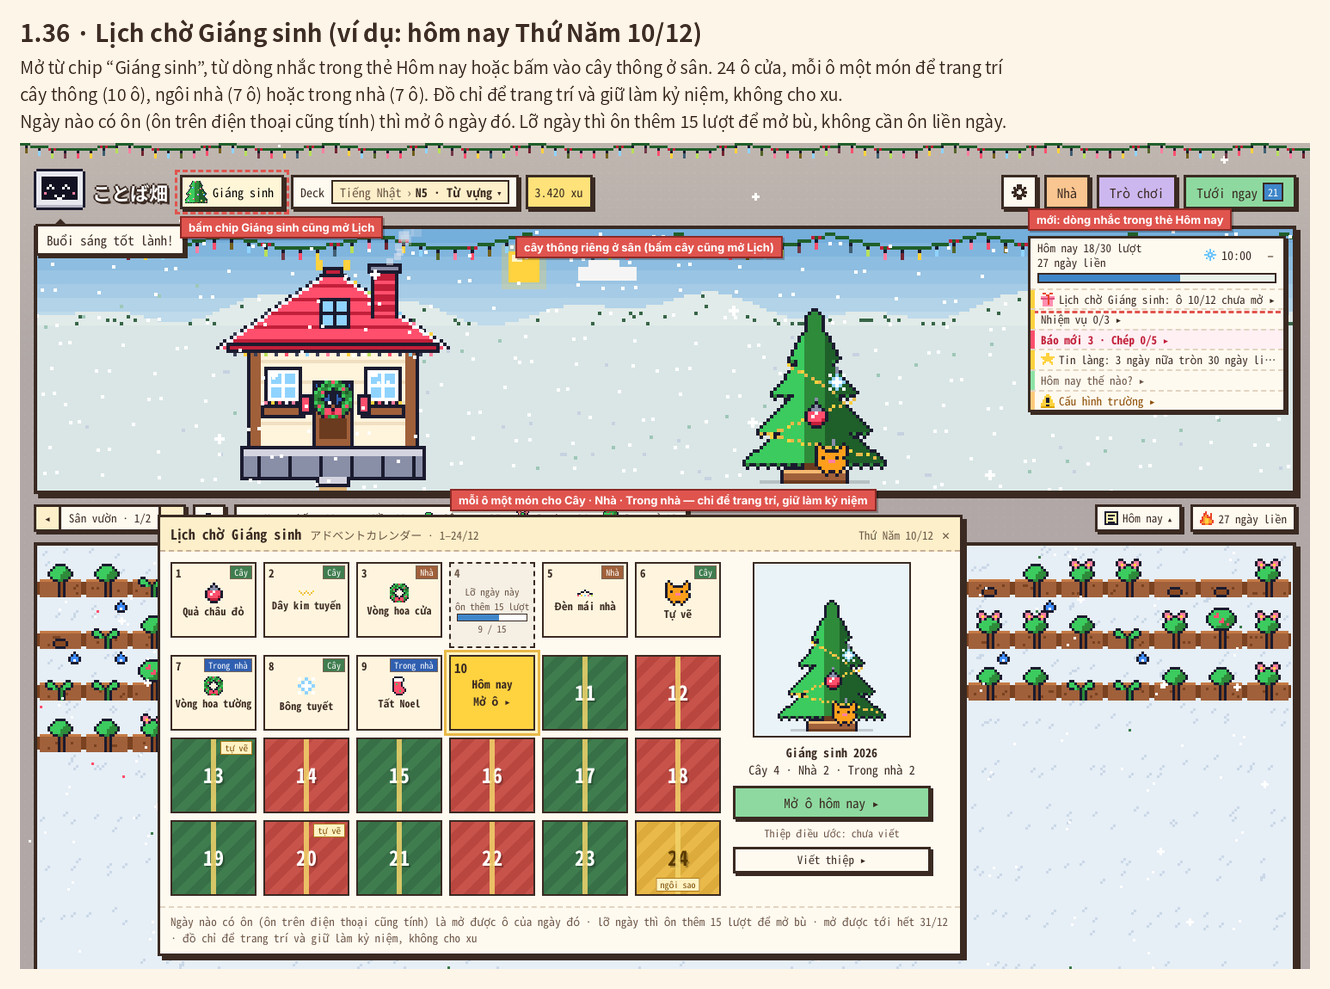 1.36 · Lịch chờ Giáng sinh (ví dụ: hôm nay Thứ Năm 10/12)
Mở từ chip “Giáng sinh”, từ dòng nhắc trong thẻ Hôm nay hoặc bấm vào cây thông ở sân. 24 ô cửa, mỗi ô một món để trang trí
cây thông (10 ô), ngôi nhà (7 ô) hoặc trong nhà (7 ô). Đồ chỉ để trang trí và giữ làm kỷ niệm, không cho xu.
Ngày nào có ôn (ôn trên điện thoại cũng tính) thì mở ô ngày đó. Lỡ ngày thì ôn thêm 15 lượt để mở bù, không cần ôn liền ngày.
ことば畑
Giáng sinh
Deck
Tiếng Nhật › N5 · Từ vựng ▾
3.420 xu
Nhà
Trò chơi
Tưới ngay 21
bấm chip Giáng sinh cũng mở Lịch
mới: dòng nhắc trong thẻ Hôm nay
Buổi sáng tốt lành!
cây thông riêng ở sân (bấm cây cũng mở Lịch)
Hôm nay 18/30 lượt
27 ngày liền
10:00 –
Lịch chờ Giáng sinh: ô 10/12 chưa mở ▸
Nhiệm vụ 0/3 ▸
Báo mới 3 · Chép 0/5 ▸
Tin làng: 3 ngày nữa tròn 30 ngày li…
Hôm nay thế nào? ▸
Cấu hình trường ▸
mỗi ô một món cho Cây · Nhà · Trong nhà — chỉ để trang trí, giữ làm kỷ niệm
◂ Sân vườn · 1/2
Hôm nay ▴
27 ngày liền
Lịch chờ Giáng sinh アドベントカレンダー · 1–24/12
Thứ Năm 10/12 ×
1 Cây
Quả châu đỏ
2 Cây
Dây kim tuyến
3 Nhà
Vòng hoa cửa
4
Lỡ ngày này
ôn thêm 15 lượt
9 / 15
5 Nhà
Đèn mái nhà
6 Cây
Tự vẽ
7 Trong nhà
Vòng hoa tường
8 Cây
Bông tuyết
9 Trong nhà
Tất Noel
10
Hôm nay
Mở ô ▸
11
12
13 tự vẽ
14
15
16
17
18
19
20 tự vẽ
21
22
23
24
ngôi sao
Giáng sinh 2026
Cây 4 · Nhà 2 · Trong nhà 2
Mở ô hôm nay ▸
Thiệp điều ước: chưa viết
Viết thiệp ▸
Ngày nào có ôn (ôn trên điện thoại cũng tính) là mở được ô của ngày đó · lỡ ngày thì ôn thêm 15 lượt để mở bù · mở được tới hết 31/12
· đồ chỉ để trang trí và giữ làm kỷ niệm, không cho xu